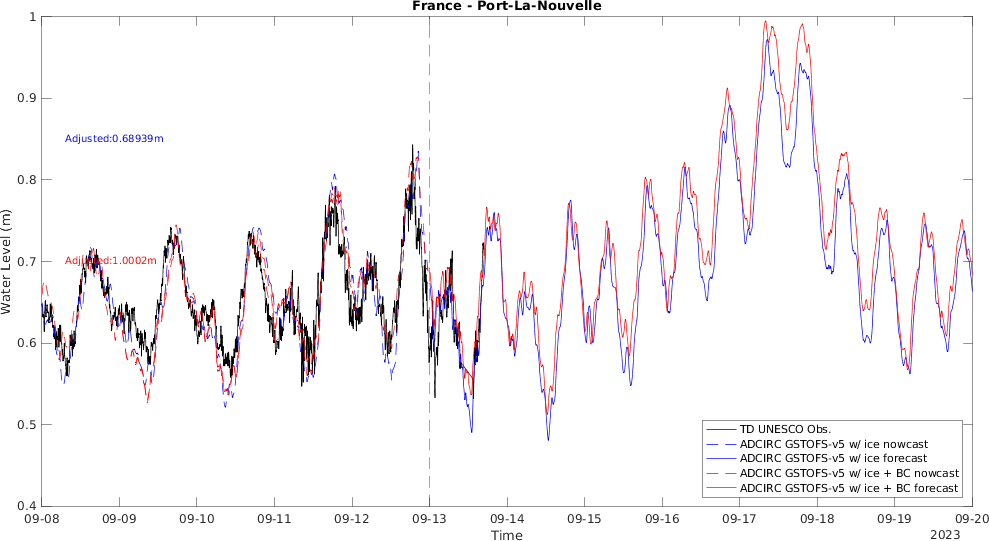 France - Port-La-Nouvelle
1
0.9
0.8
0.7
0.6
0.5
0.4
Water Level (m)
Adjusted:0.68939m
Adjusted:1.0002m
TD UNESCO Obs.
ADCIRC GSTOFS-v5 w/ ice nowcast
ADCIRC GSTOFS-v5 w/ ice forecast
ADCIRC GSTOFS-v5 w/ ice + BC nowcast
ADCIRC GSTOFS-v5 w/ ice + BC forecast
09-08 09-09 09-10 09-11 09-12 09-13 09-14 09-15 09-16 09-17 09-18 09-19 09-20
Time
2023